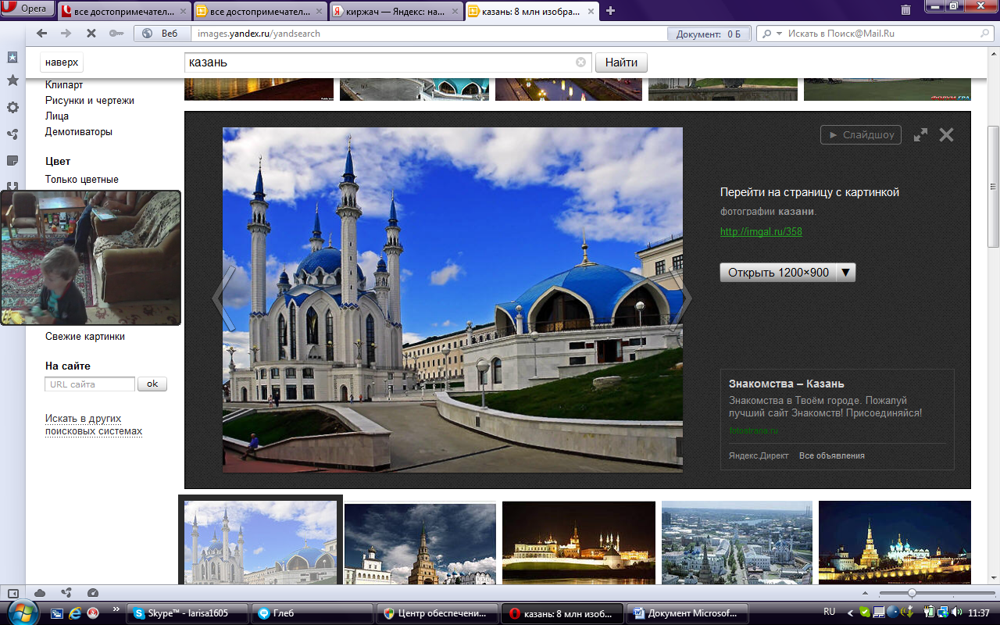 Opera
все достопримечател...
все достопримечател...
киржач — Яндекс: на...
казань: 8 млн изобра...
Веб
images.yandex.ru/yandsearch
Документ: 0 Б
Искать в Поиск@Mail.Ru
наверх
казань
Найти
Клипарт
Рисунки и чертежи
Лица
Демотиваторы
Цвет
Только цветные
Свежие картинки
На сайте
URL сайта
ok
Искать в других
поисковых системах
Слайдшоу
Перейти на страницу с картинкой
фотографии казани.
http://imgal.ru/358
Открыть 1200×900
Знакомства – Казань
Знакомства в Твоём городе. Пожалуй
лучший сайт Знакомств! Присоединяйся!
fotostrana.ru
Яндекс.Директ Все объявления
Skype™ - larisa1605
Глеб
Центр обеспечени...
казань: 8 млн изоб...
Документ Microsof...
RU
11:37